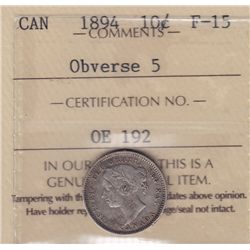 CAN 1894 10¢ F-15
COMMENTS
Obverse 5
CERTIFICATION NO.
OE 192
IN OUR THIS IS A
GENU L ITEM.
Tampering with th dates above opinion.
Have holder re age/seal not intact.